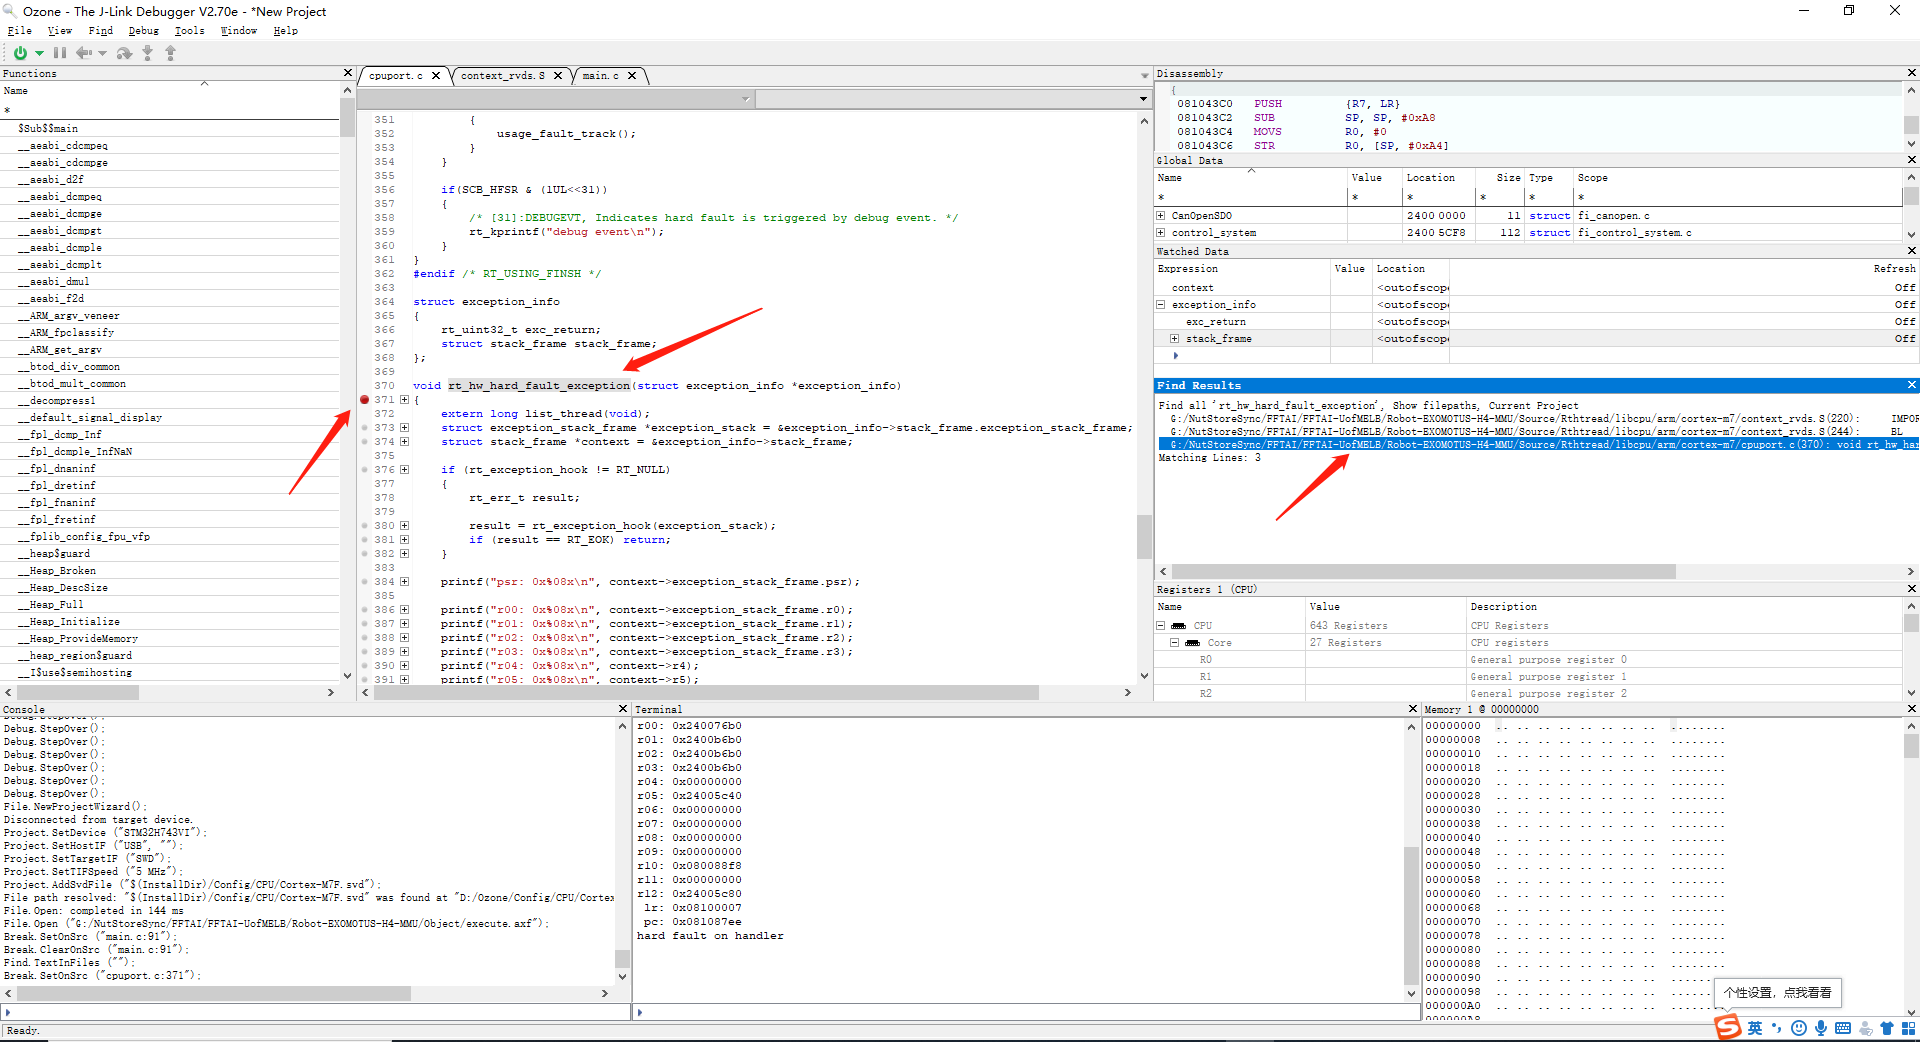 Ozone - The J-Link Debugger V2.70e - *New Project
File View Find Debug Tools Window Help
Functions
Name
*
$Sub$$main
__aeabi_cdcmpeq
__aeabi_cdcmpge
__aeabi_d2f
__aeabi_dcmpeq
__aeabi_dcmpge
__aeabi_dcmpgt
__aeabi_dcmple
__aeabi_dcmplt
__aeabi_dmul
__aeabi_f2d
__ARM_argv_veneer
__ARM_fpclassify
__ARM_get_argv
__btod_div_common
__btod_mult_common
__decompress1
__default_signal_display
__fpl_dcmp_Inf
__fpl_dcmple_InfNaN
__fpl_dnaninf
__fpl_dretinf
__fpl_fnaninf
__fpl_fretinf
__fplib_config_fpu_vfp
__heap$guard
__Heap_Broken
__Heap_DescSize
__Heap_Full
__Heap_Initialize
__Heap_ProvideMemory
__heap_region$guard
__I$use$semihosting
cpuport.c
context_rvds.S
main.c
351 {
352 usage_fault_track();
353 }
354 }
355
356 if(SCB_HFSR & (1UL<<31))
357 {
358 /* [31]:DEBUGEVT, Indicates hard fault is triggered by debug event. */
359 rt_kprintf("debug event\n");
360 }
361 }
362 #endif /* RT_USING_FINSH */
363
364 struct exception_info
365 {
366 rt_uint32_t exc_return;
367 struct stack_frame stack_frame;
368 };
369
370 void rt_hw_hard_fault_exception(struct exception_info *exception_info)
371 {
372 extern long list_thread(void);
373 struct exception_stack_frame *exception_stack = &exception_info->stack_frame.exception_stack_frame;
374 struct stack_frame *context = &exception_info->stack_frame;
375
376 if (rt_exception_hook != RT_NULL)
377 {
378 rt_err_t result;
379
380 result = rt_exception_hook(exception_stack);
381 if (result == RT_EOK) return;
382 }
383
384 printf("psr: 0x%08x\n", context->exception_stack_frame.psr);
385
386 printf("r00: 0x%08x\n", context->exception_stack_frame.r0);
387 printf("r01: 0x%08x\n", context->exception_stack_frame.r1);
388 printf("r02: 0x%08x\n", context->exception_stack_frame.r2);
389 printf("r03: 0x%08x\n", context->exception_stack_frame.r3);
390 printf("r04: 0x%08x\n", context->r4);
391 printf("r05: 0x%08x\n", context->r5);
Disassembly
{
081043C0 PUSH {R7, LR}
081043C2 SUB SP, SP, #0xA8
081043C4 MOVS R0, #0
081043C6 STR R0, [SP, #0xA4]
Global Data
Name Value Location Size Type Scope
* * * * * *
CanOpenSDO 2400 0000 11 struct fi_canopen.c
control_system 2400 5CF8 112 struct fi_control_system.c
Watched Data
Expression Value Location Refresh
context <outofscope Off
exception_info <outofscope Off
exc_return <outofscope Off
stack_frame <outofscope Off
Find Results
Find all 'rt_hw_hard_fault_exception', Show filepaths, Current Project
G:/NutStoreSync/FFTAI/FFTAI-UofMELB/Robot-EXOMOTUS-H4-MMU/Source/Rthtread/libcpu/arm/cortex-m7/context_rvds.S(220): IMPOR
G:/NutStoreSync/FFTAI/FFTAI-UofMELB/Robot-EXOMOTUS-H4-MMU/Source/Rthtread/libcpu/arm/cortex-m7/context_rvds.S(244): BL
G:/NutStoreSync/FFTAI/FFTAI-UofMELB/Robot-EXOMOTUS-H4-MMU/Source/Rthtread/libcpu/arm/cortex-m7/cpuport.c(370): void rt_hw_har
Matching Lines: 3
Registers 1 (CPU)
Name Value Description
CPU 643 Registers CPU Registers
Core 27 Registers CPU registers
R0 General purpose register 0
R1 General purpose register 1
R2 General purpose register 2
Console
Debug.StepOver();
Debug.StepOver();
Debug.StepOver();
Debug.StepOver();
Debug.StepOver();
Debug.StepOver();
Debug.StepOver();
File.NewProjectWizard();
Disconnected from target device.
Project.SetDevice ("STM32H743VI");
Project.SetHostIF ("USB", "");
Project.SetTargetIF ("SWD");
Project.SetTIFSpeed ("5 MHz");
Project.AddSvdFile ("$(InstallDir)/Config/CPU/Cortex-M7F.svd");
File path resolved: "$(InstallDir)/Config/CPU/Cortex-M7F.svd" was found at "D:/Ozone/Config/CPU/Cortex
File.Open: completed in 144 ms
File.Open ("G:/NutStoreSync/FFTAI/FFTAI-UofMELB/Robot-EXOMOTUS-H4-MMU/Object/execute.axf");
Break.SetOnSrc ("main.c:91");
Break.ClearOnSrc ("main.c:91");
Find.TextInFiles ("");
Break.SetOnSrc ("cpuport.c:371");
Terminal
r00: 0x240076b0
r01: 0x2400b6b0
r02: 0x2400b6b0
r03: 0x2400b6b0
r04: 0x00000000
r05: 0x24005c40
r06: 0x00000000
r07: 0x00000000
r08: 0x00000000
r09: 0x00000000
r10: 0x080088f8
r11: 0x00000000
r12: 0x24005c80
lr: 0x08100007
pc: 0x081087ee
hard fault on handler
Memory 1 @ 00000000
00000000 .. .. .. .. .. .. .. .. ........
00000008 .. .. .. .. .. .. .. .. ........
00000010 .. .. .. .. .. .. .. .. ........
00000018 .. .. .. .. .. .. .. .. ........
00000020 .. .. .. .. .. .. .. .. ........
00000028 .. .. .. .. .. .. .. .. ........
00000030 .. .. .. .. .. .. .. .. ........
00000038 .. .. .. .. .. .. .. .. ........
00000040 .. .. .. .. .. .. .. .. ........
00000048 .. .. .. .. .. .. .. .. ........
00000050 .. .. .. .. .. .. .. .. ........
00000058 .. .. .. .. .. .. .. .. ........
00000060 .. .. .. .. .. .. .. .. ........
00000068 .. .. .. .. .. .. .. .. ........
00000070 .. .. .. .. .. .. .. .. ........
00000078 .. .. .. .. .. .. .. .. ........
00000080 .. .. .. .. .. .. .. .. ........
00000088 .. .. .. .. .. .. .. .. ........
00000090 .. .. .. .. .. .. .. .. ........
00000098 .. .. .. .. .. .. .. .. ........
000000A0
000000A8
个性设置，点我看看
S 英
Ready.